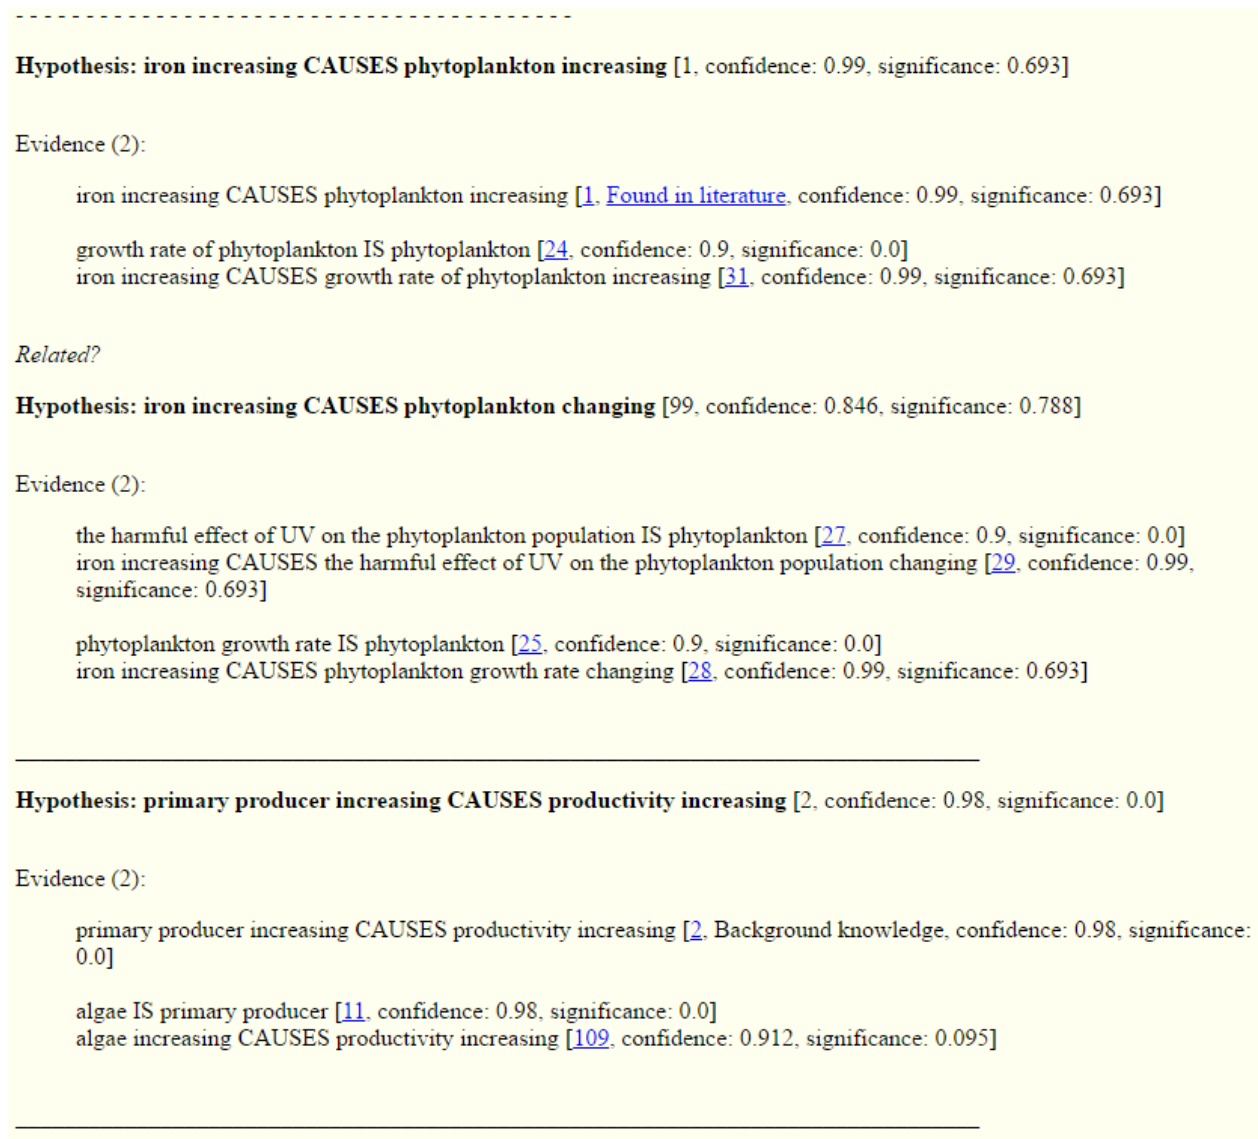 - - - - - - - - - - - - - - - - - - - - - - - - - - - - - - - - - - - - - - - -
Hypothesis: iron increasing CAUSES phytoplankton increasing [1, confidence: 0.99, significance: 0.693]
Evidence (2):
iron increasing CAUSES phytoplankton increasing [1, Found in literature, confidence: 0.99, significance: 0.693]
growth rate of phytoplankton IS phytoplankton [24, confidence: 0.9, significance: 0.0]
iron increasing CAUSES growth rate of phytoplankton increasing [31, confidence: 0.99, significance: 0.693]
Related?
Hypothesis: iron increasing CAUSES phytoplankton changing [99, confidence: 0.846, significance: 0.788]
Evidence (2):
the harmful effect of UV on the phytoplankton population IS phytoplankton [27, confidence: 0.9, significance: 0.0]
iron increasing CAUSES the harmful effect of UV on the phytoplankton population changing [29, confidence: 0.99,
significance: 0.693]
phytoplankton growth rate IS phytoplankton [25, confidence: 0.9, significance: 0.0]
iron increasing CAUSES phytoplankton growth rate changing [28, confidence: 0.99, significance: 0.693]
Hypothesis: primary producer increasing CAUSES productivity increasing [2, confidence: 0.98, significance: 0.0]
Evidence (2):
primary producer increasing CAUSES productivity increasing [2, Background knowledge, confidence: 0.98, significance:
0.0]
algae IS primary producer [11, confidence: 0.98, significance: 0.0]
algae increasing CAUSES productivity increasing [109, confidence: 0.912, significance: 0.095]